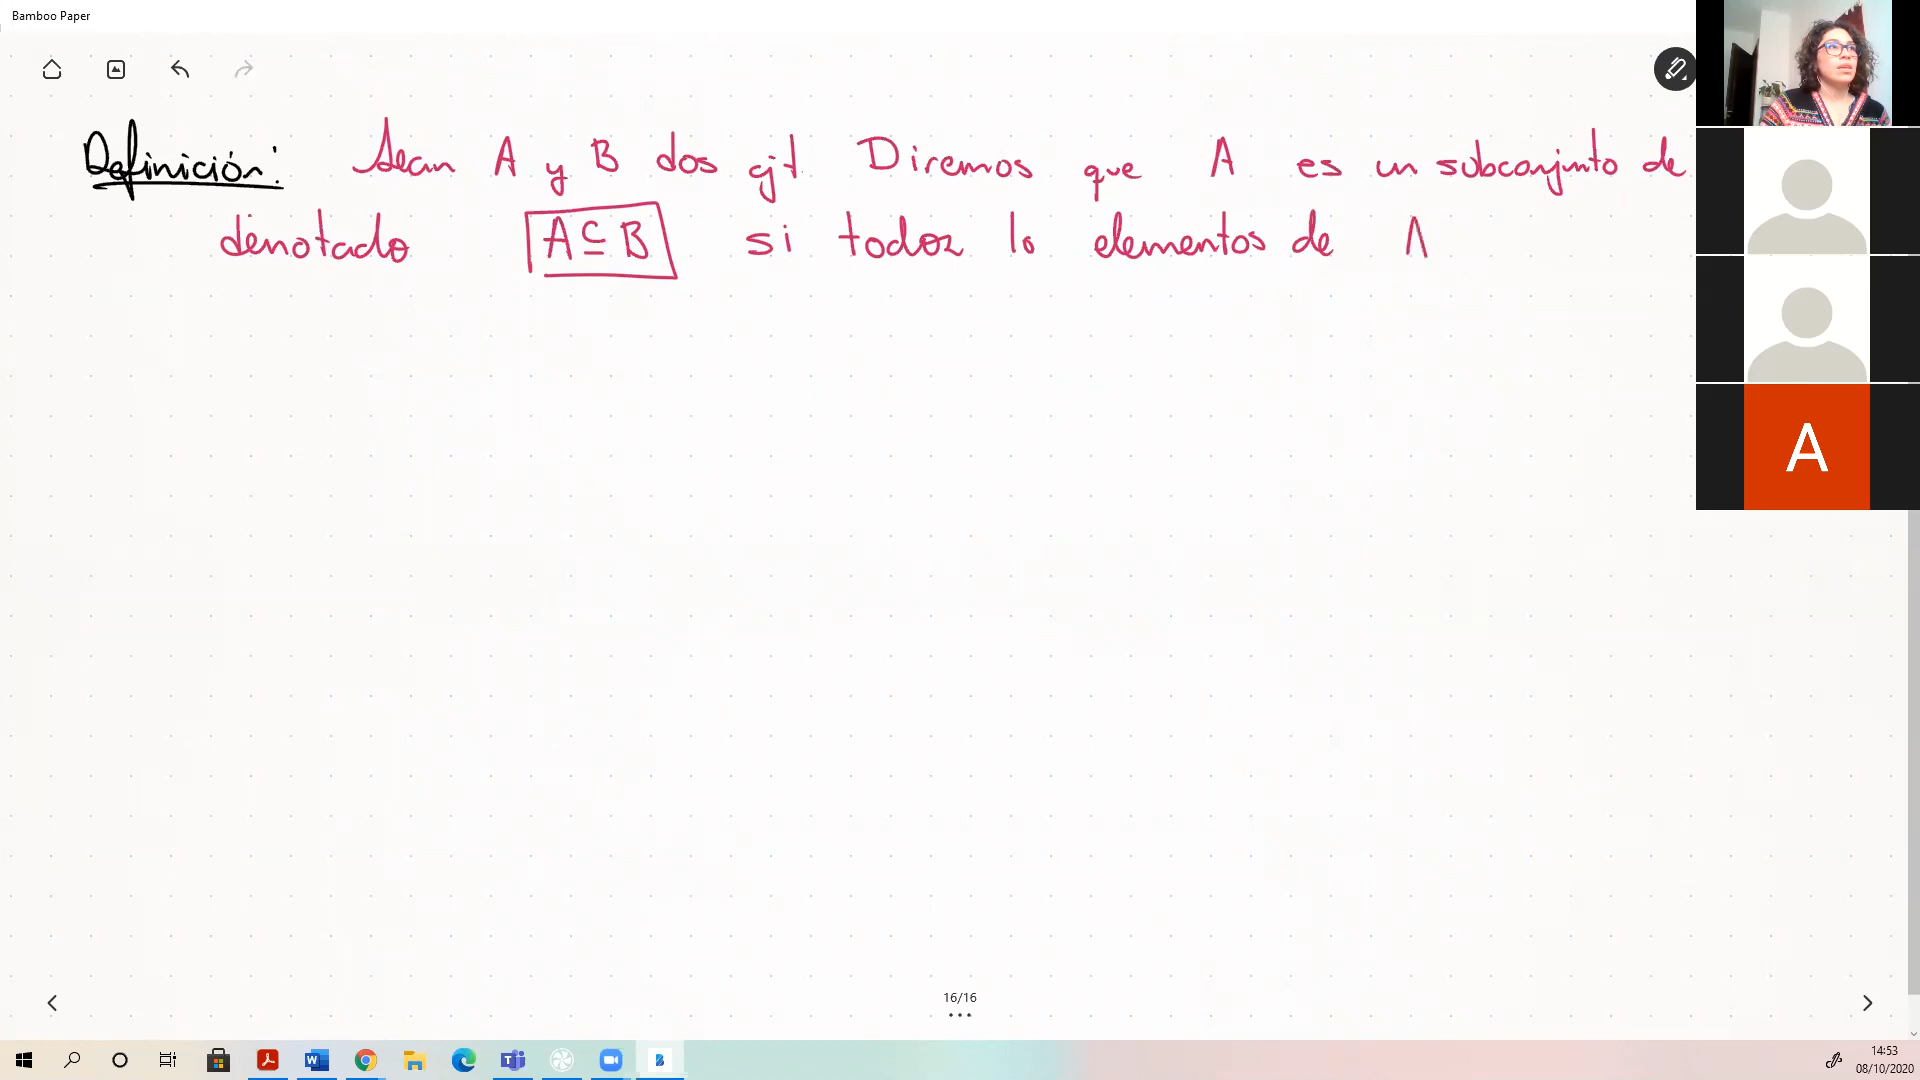 Bamboo Paper
Definición: Sean A y B dos cjt. Diremos que A es un subconjunto de
denotado A ⊆ B si todos lo elementos de A
A
16/16
14:53
08/10/2020